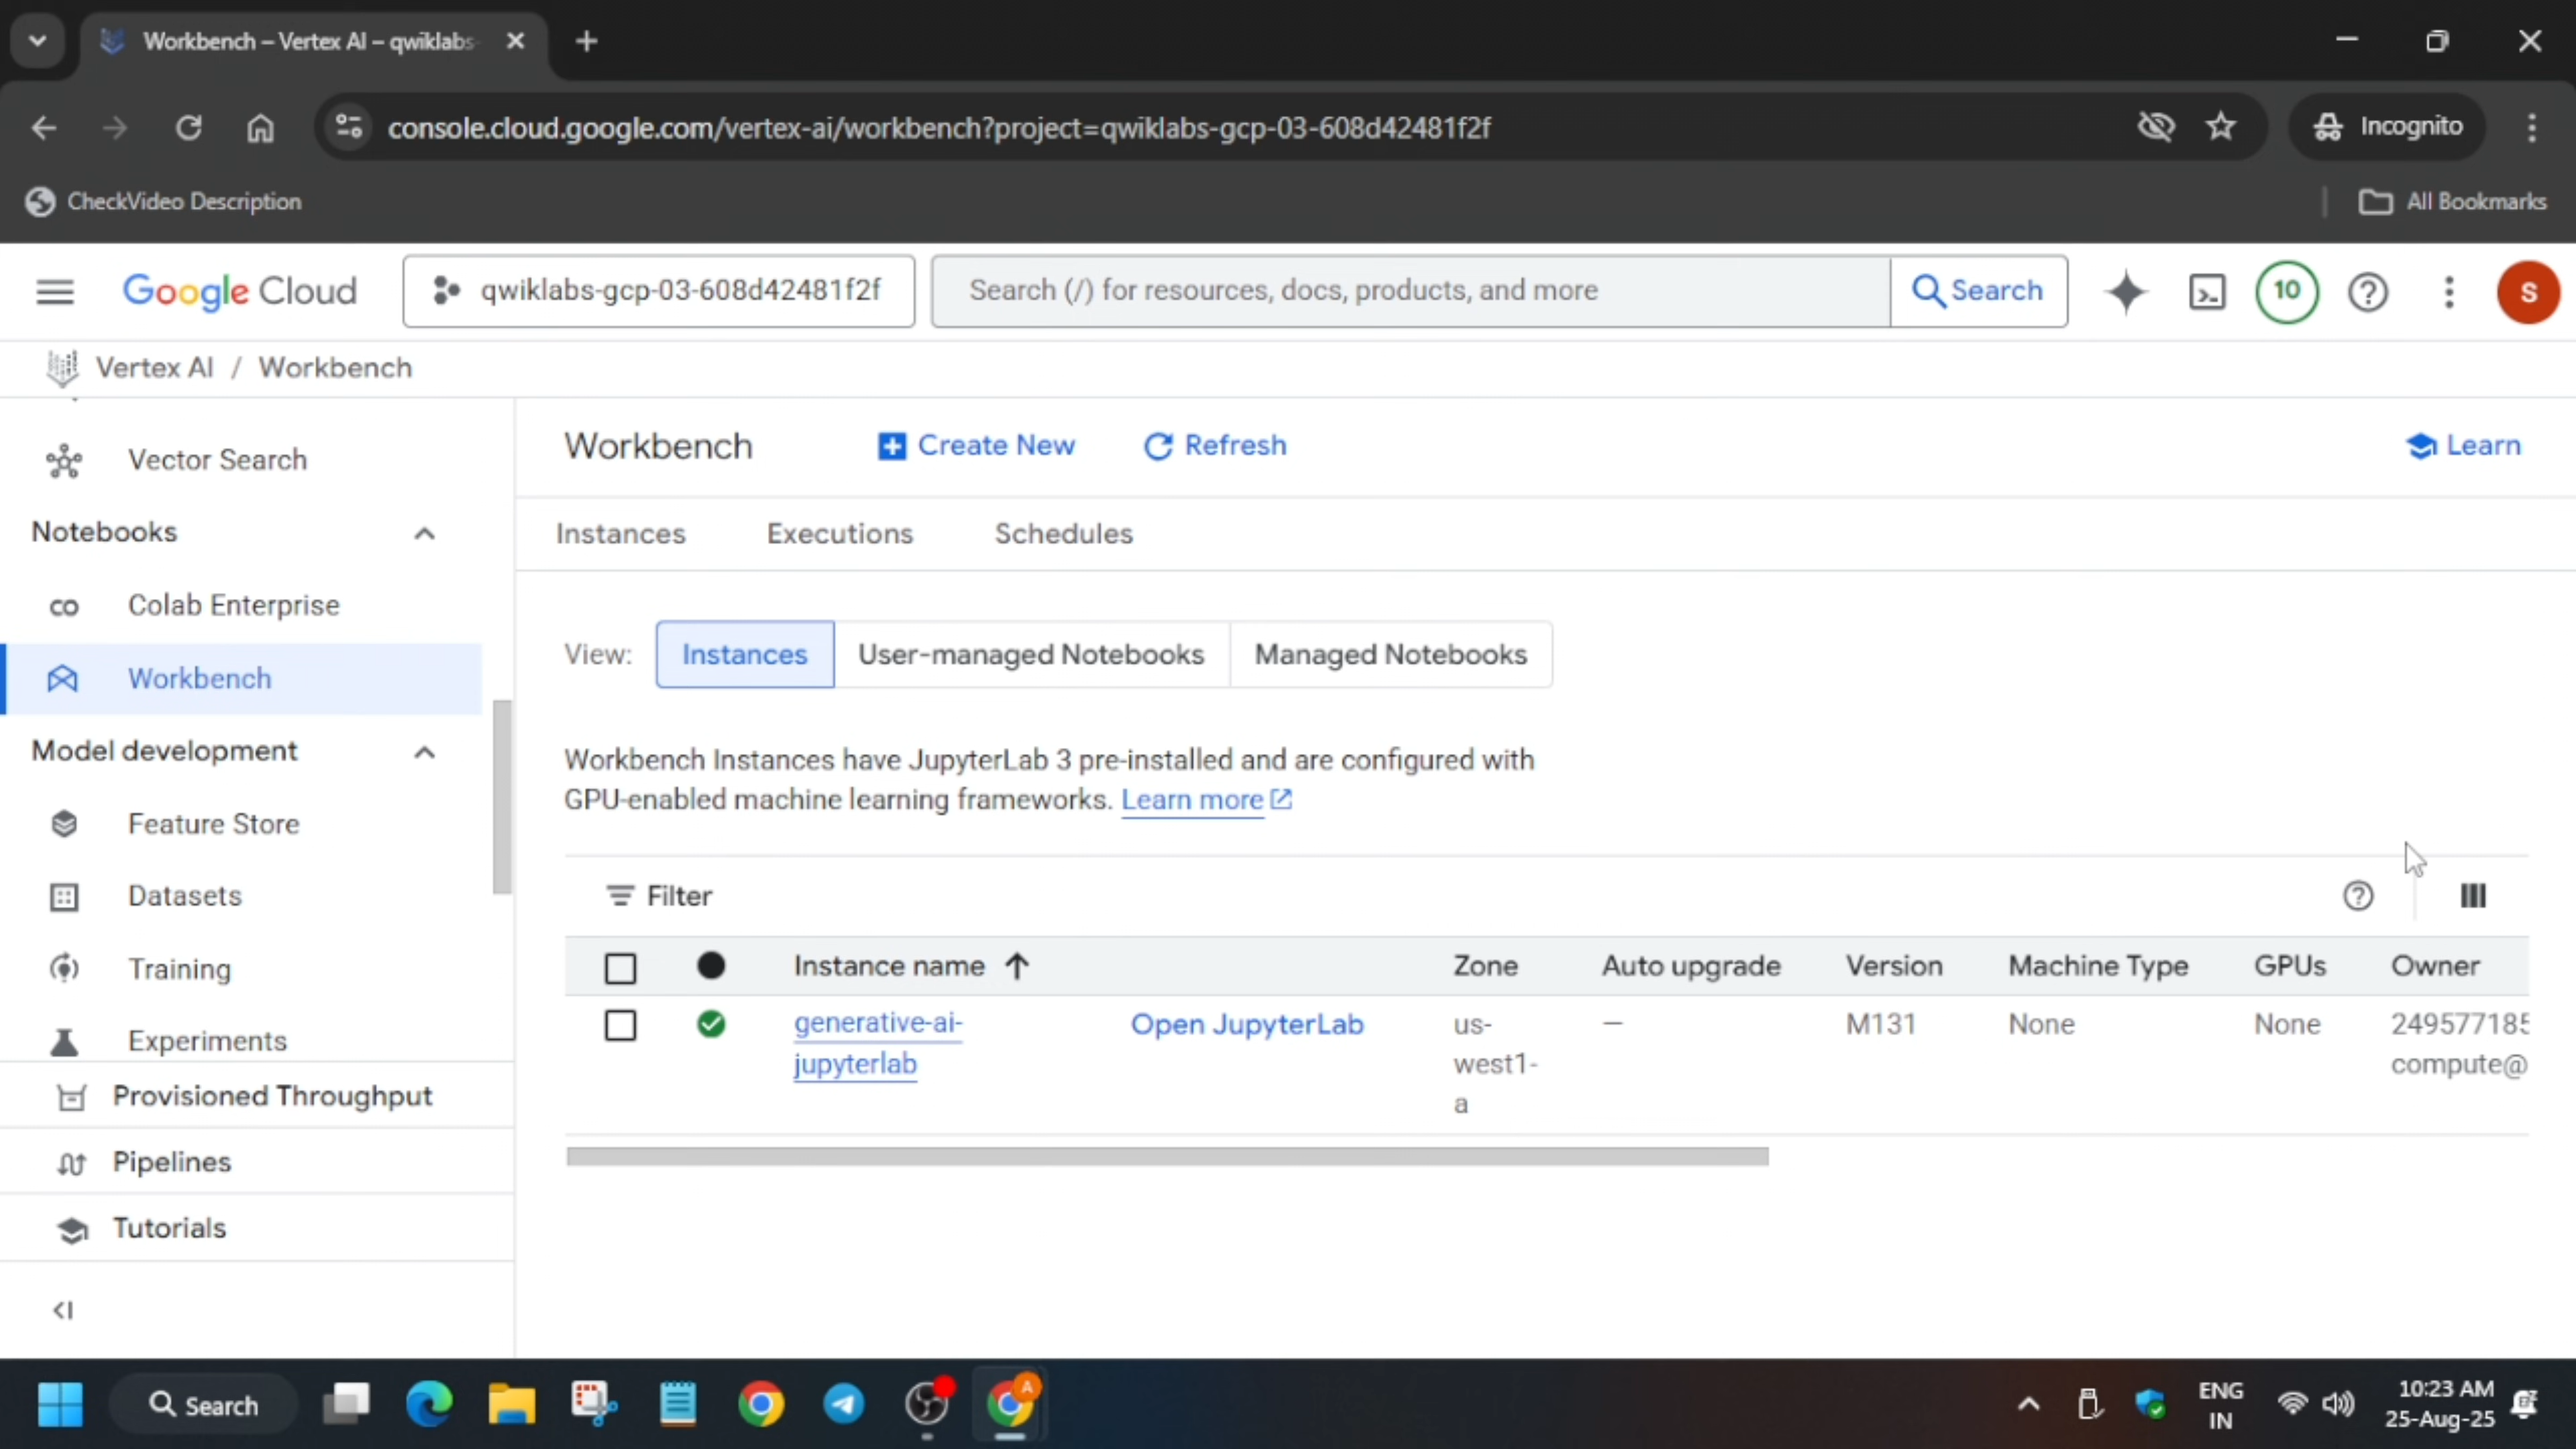 Workbench – Vertex AI – qwiklabs-
console.cloud.google.com/vertex-ai/workbench?project=qwiklabs-gcp-03-608d42481f2f
Incognito
CheckVideo Description
All Bookmarks
Google Cloud
qwiklabs-gcp-03-608d42481f2f
Search (/) for resources, docs, products, and more
Search
10
S
Vertex AI / Workbench
Vector Search
Notebooks
Colab Enterprise
Workbench
Model development
Feature Store
Datasets
Training
Experiments
Provisioned Throughput
Pipelines
Tutorials
Workbench
Create New
Refresh
Learn
Instances
Executions
Schedules
View:
Instances
User-managed Notebooks
Managed Notebooks
Workbench Instances have JupyterLab 3 pre-installed and are configured with
GPU-enabled machine learning frameworks. Learn more
Filter
Instance name
Zone
Auto upgrade
Version
Machine Type
GPUs
Owner
generative-ai-
jupyterlab
Open JupyterLab
us-
west1-
a
—
M131
None
None
249577185
compute@
Search
A
ENG
IN
10:23 AM
25-Aug-25